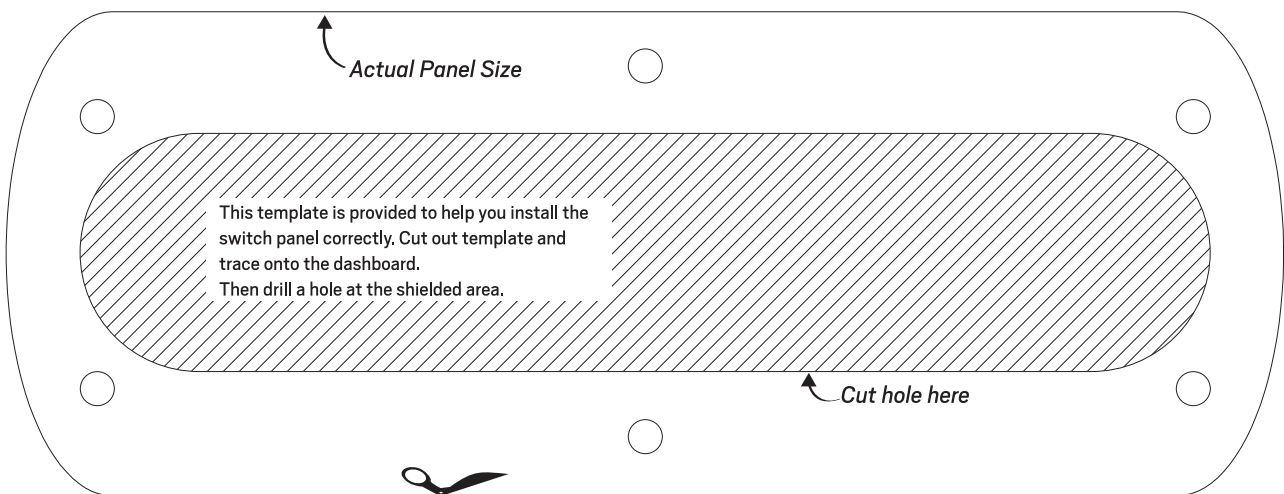 Actual Panel Size
This template is provided to help you install the
switch panel correctly. Cut out template and
trace onto the dashboard.
Then drill a hole at the shielded area.
Cut hole here